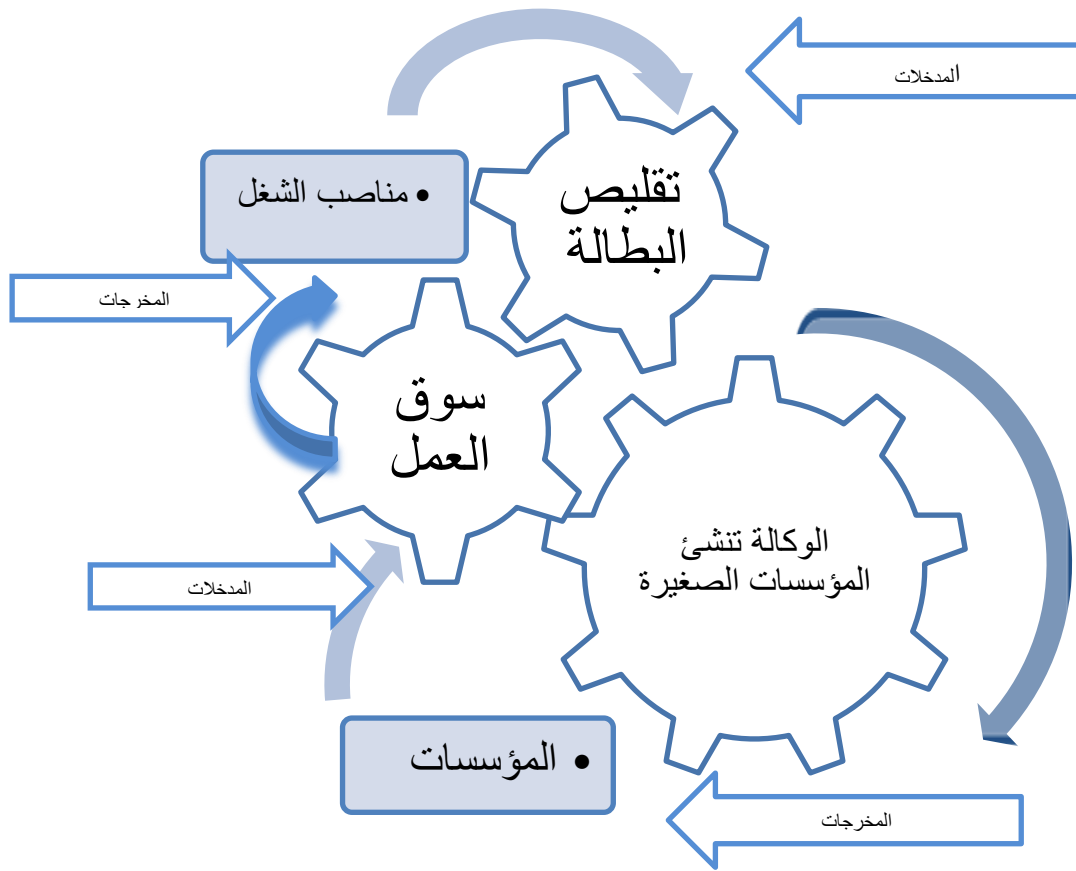 المدخلات
تقليص
البطالة
• مناصب الشغل
المخرجات
سوق
العمل
الوكالة تنشئ
المؤسسات الصغيرة
المدخلات
• المؤسسات
المخرجات